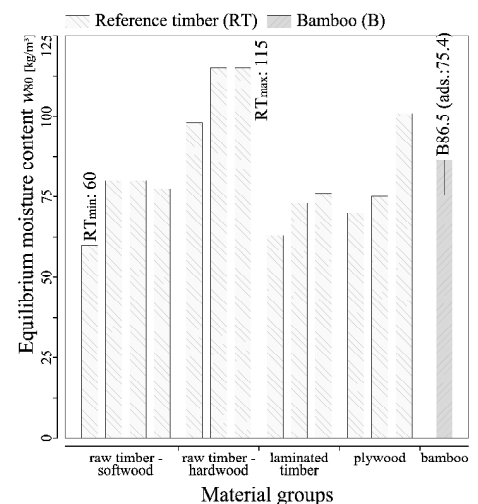 Reference timber (RT) Bamboo (B)
Equilibrium moisture content w80 [kg/m³]
125
100
75
50
25
0
RTmin: 60
RTmax: 115
B86.5 (ads.:75.4)
raw timber - softwood
raw timber - hardwood
laminated timber
plywood
bamboo
Material groups